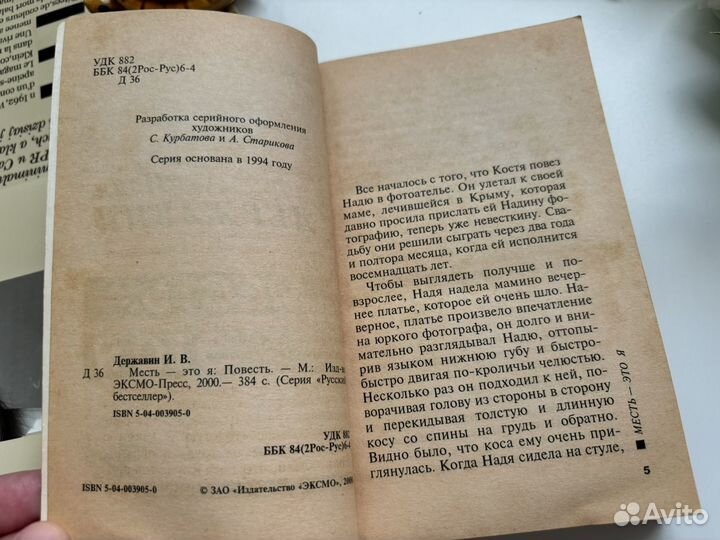 УДК 882
ББК 84(2Рос-Рус)6-4
Д 36
Разработка серийного оформления
художников
С. Курбатова и А. Старикова
Серия основана в 1994 году
Державин И. В.
Д 36 Месть — это я: Повесть. — М.: Изд-в
ЭКСМО-Пресс, 2000.— 384 с. (Серия «Русский
бестселлер»).
ISBN 5-04-003905-0
УДК 882
ББК 84(2Рос-Рус)6-4
ISBN 5-04-003905-0
© ЗАО «Издательство «ЭКСМО», 2000
Все началось с того, что Костя повез
Надю в фотоателье. Он улетал к своей
маме, лечившейся в Крыму, которая
давно просила прислать ей Надину фо-
тографию, теперь уже невесткину. Сва-
дьбу они решили сыграть через два года
и полтора месяца, когда ей исполнится
восемнадцать лет.
Чтобы выглядеть получше и по-
взрослее, Надя надела мамино вечер-
нее платье, которое ей очень шло. На-
верное, платье произвело впечатление
на юркого фотографа, он долго и вни-
мательно разглядывал Надю, оттопы-
рив языком нижнюю губу и быстро-
быстро двигая по-кроличьи челюстью.
Несколько раз он подходил к ней, по-
ворачивая голову из стороны в сторону
и перекидывая толстую и длинную
косу со спины на грудь и обратно.
Видно было, что коса ему очень при-
глянулась. Когда Надя сидела на стуле,
МЕСТЬ — ЭТО Я
5
Avito